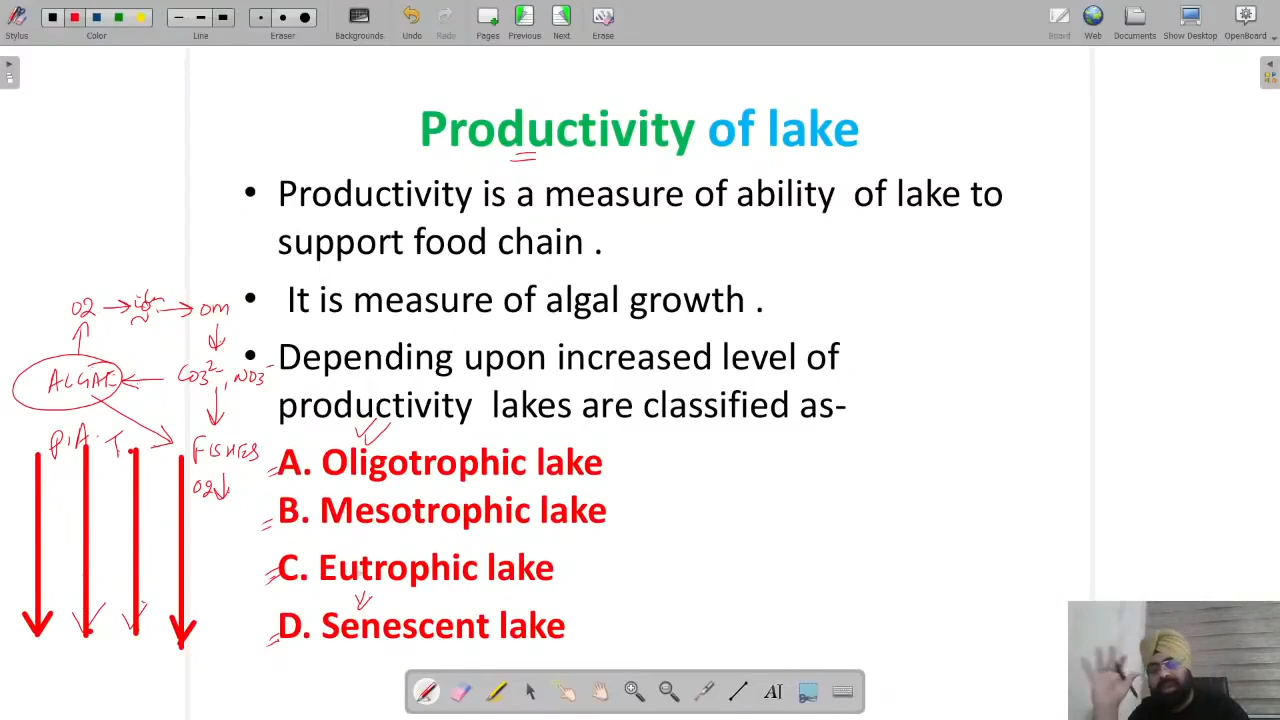 Stylus
Color
Line
Eraser
Backgrounds
Undo
Redo
Pages
Previous
Next
Erase
Board
Web
Documents
Show Desktop
OpenBoard
Productivity of lake
• Productivity is a measure of ability of lake to
support food chain .
• It is measure of algal growth .
• Depending upon increased level of
productivity lakes are classified as-
A. Oligotrophic lake
B. Mesotrophic lake
C. Eutrophic lake
D. Senescent lake
O2
om
ALGAE
CO3²⁻, NO3⁻
P.A. T.
FISHES
O2